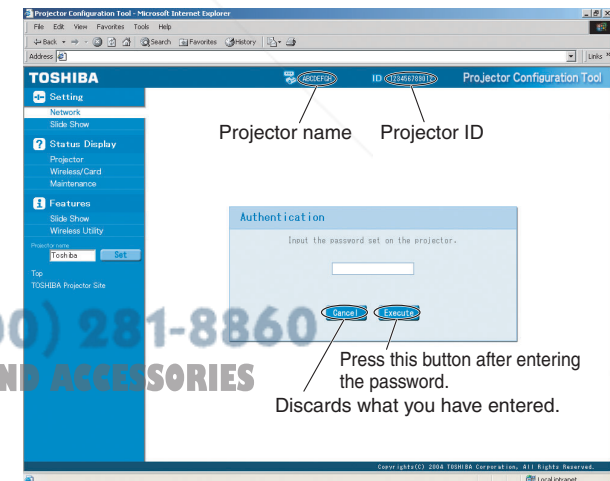 Projector Configuration Tool - Microsoft Internet Explorer
File Edit View Favorites Tools Help
Back Search Favorites History
Address Links
TOSHIBA ABCDEFGH ID 123456789012 Projector Configuration Tool
Setting
Network
Slide Show
Projector name Projector ID
Status Display
Projector
Wireless/Card
Maintenance
Features
Slide Show
Wireless Utility
Projector name
Toshiba Set
Top
TOSHIBA Projector Site
Authentication
Input the password set on the projector.
Cancel Execute
00) 281-8860
ND ACCESSORIES
Press this button after entering
the password.
Discards what you have entered.
Copyrights(C) 2004 TOSHIBA Corporation, All Rights Reserved.
Local intranet